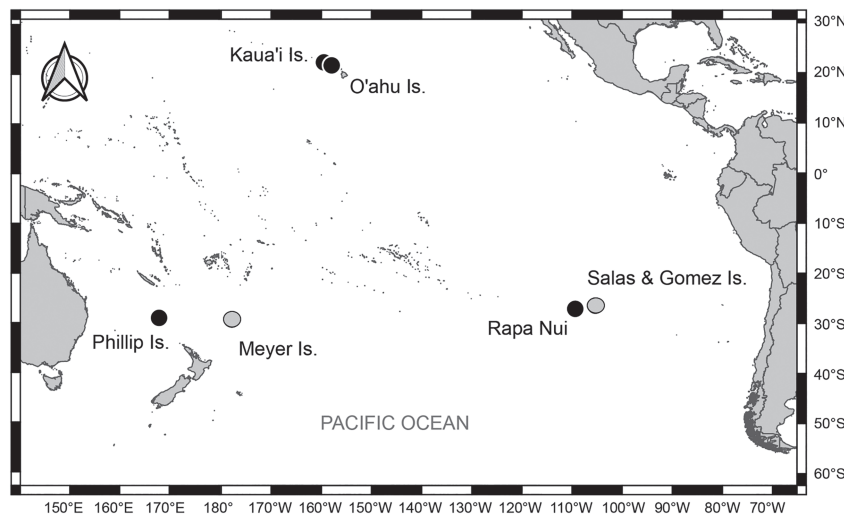 30°N
Kaua'i Is.
20°N
O'ahu Is.
10°N
0°
10°S
20°S
Salas & Gomez Is.
30°S
Rapa Nui
Phillip Is.
Meyer Is.
40°S
PACIFIC OCEAN
50°S
60°S
150°E 160°E 170°E 180° 170°W 160°W 150°W 140°W 130°W 120°W 110°W 100°W 90°W 80°W 70°W